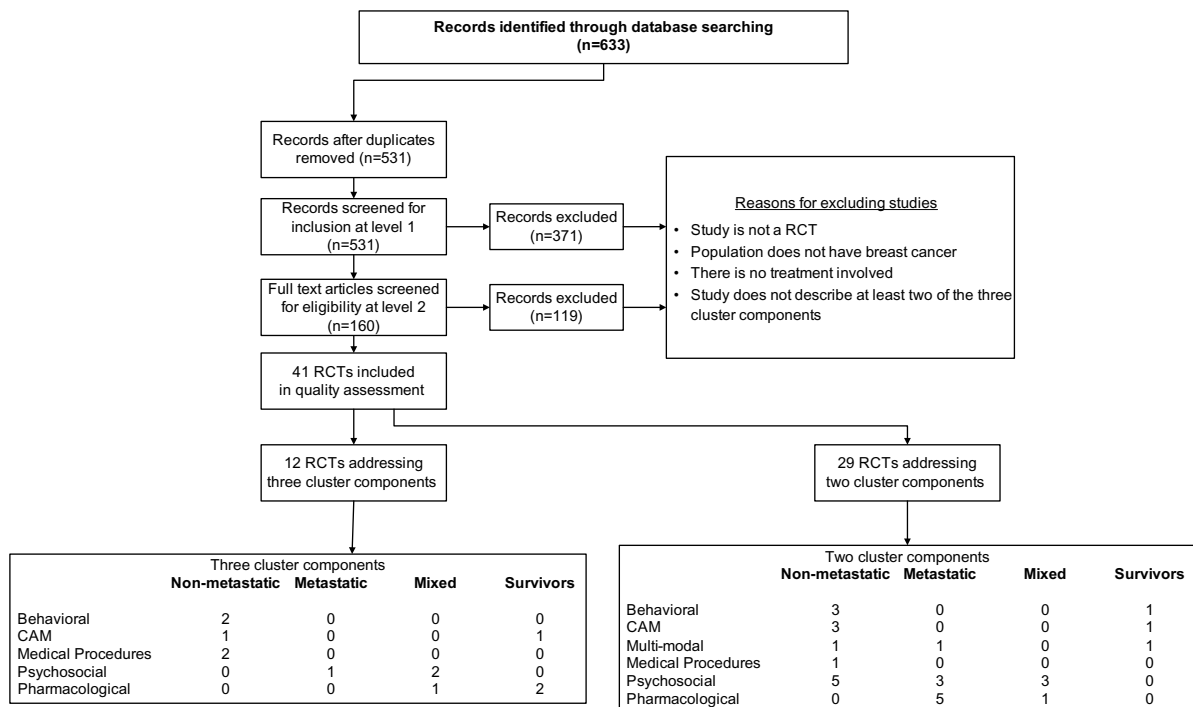 Records identified through database searching
(n=633)
Records after duplicates
removed (n=531)
Records screened for
inclusion at level 1
(n=531)
Records excluded
(n=371)
Full text articles screened
for eligibility at level 2
(n=160)
Records excluded
(n=119)
Reasons for excluding studies
• Study is not a RCT
• Population does not have breast cancer
• There is no treatment involved
• Study does not describe at least two of the three
cluster components
41 RCTs included
in quality assessment
12 RCTs addressing
three cluster components
29 RCTs addressing
two cluster components
Three cluster components
Non-metastatic Metastatic Mixed Survivors
Behavioral 2 0 0 0
CAM 1 0 0 1
Medical Procedures 2 0 0 0
Psychosocial 0 1 2 0
Pharmacological 0 0 1 2
Two cluster components
Non-metastatic Metastatic Mixed Survivors
Behavioral 3 0 0 1
CAM 3 0 0 1
Multi-modal 1 1 0 1
Medical Procedures 1 0 0 0
Psychosocial 5 3 3 0
Pharmacological 0 5 1 0